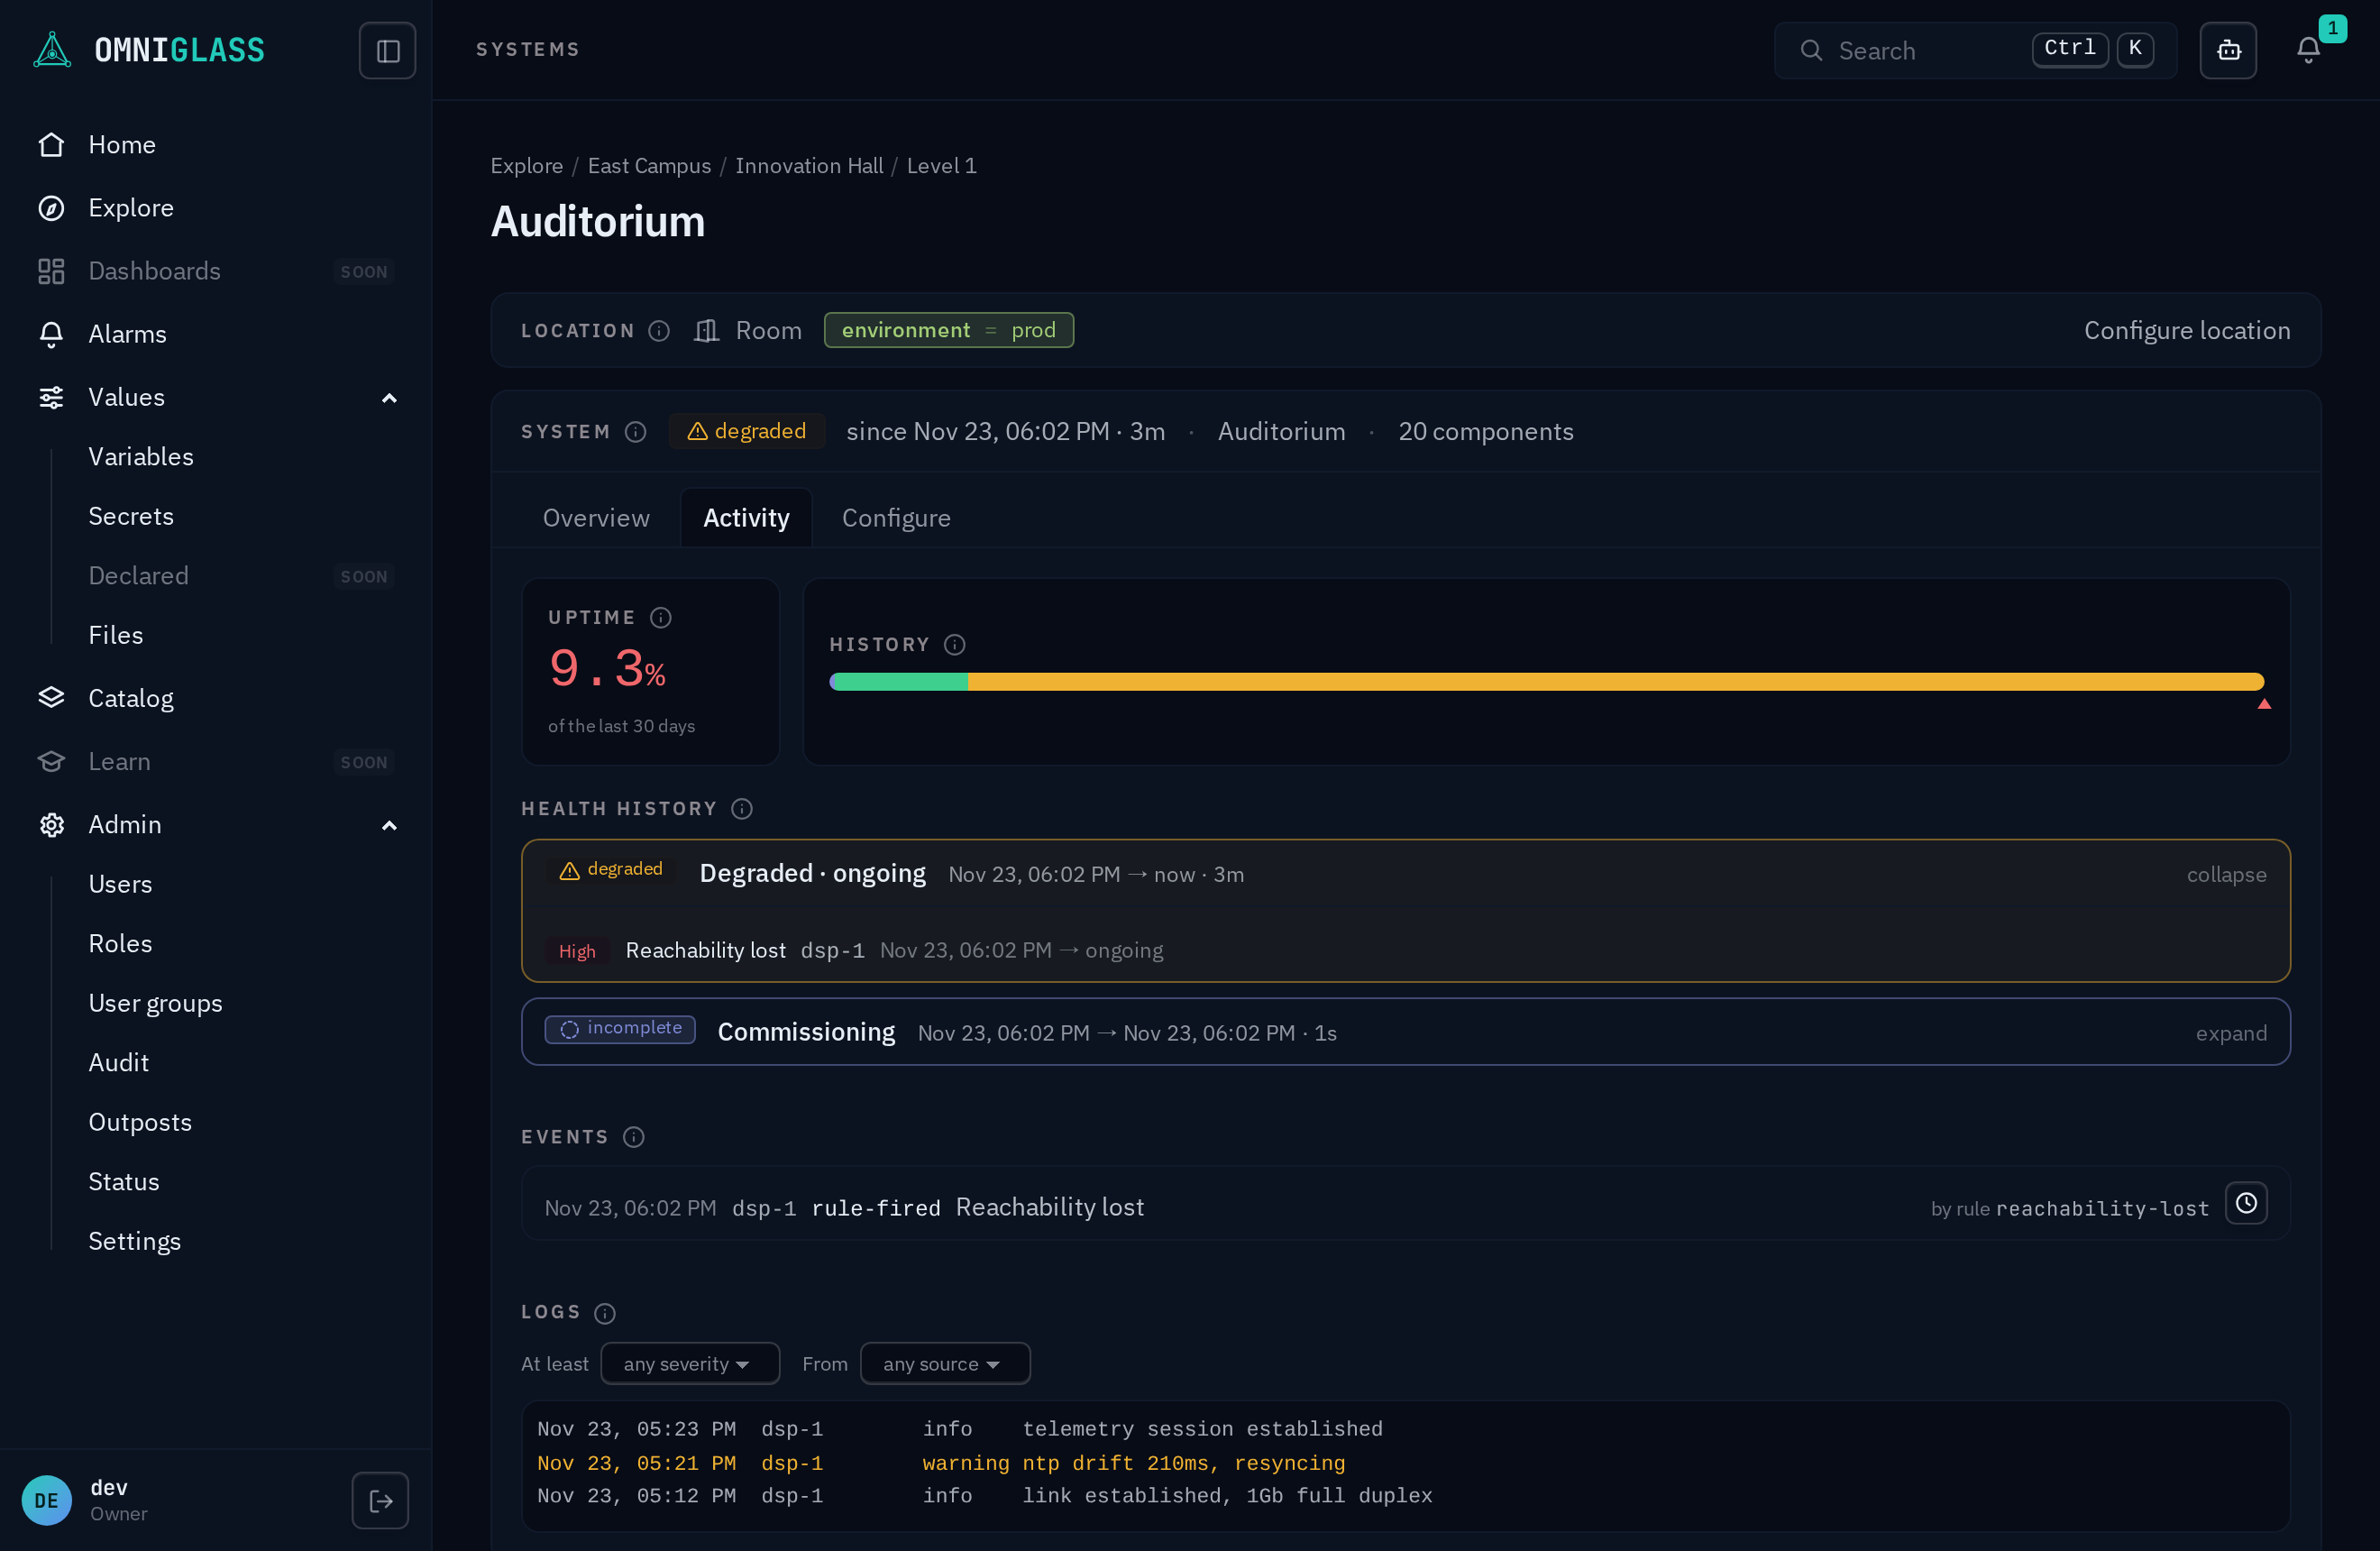 OMNIGLASS
SYSTEMS
Search Ctrl K
1
Home
Explore
Dashboards SOON
Alarms
Values
Variables
Secrets
Declared SOON
Files
Catalog
Learn SOON
Admin
Users
Roles
User groups
Audit
Outposts
Status
Settings
DE dev
Owner
Explore / East Campus / Innovation Hall / Level 1
Auditorium
LOCATION Room environment = prod Configure location
SYSTEM degraded since Nov 23, 06:02 PM · 3m · Auditorium · 20 components
Overview Activity Configure
UPTIME
9.3%
of the last 30 days
HISTORY
HEALTH HISTORY
degraded Degraded · ongoing Nov 23, 06:02 PM → now · 3m collapse
High Reachability lost dsp-1 Nov 23, 06:02 PM → ongoing
incomplete Commissioning Nov 23, 06:02 PM → Nov 23, 06:02 PM · 1s expand
EVENTS
Nov 23, 06:02 PM dsp-1 rule-fired Reachability lost by rule reachability-lost
LOGS
At least any severity From any source
Nov 23, 05:23 PM dsp-1 info telemetry session established
Nov 23, 05:21 PM dsp-1 warning ntp drift 210ms, resyncing
Nov 23, 05:12 PM dsp-1 info link established, 1Gb full duplex